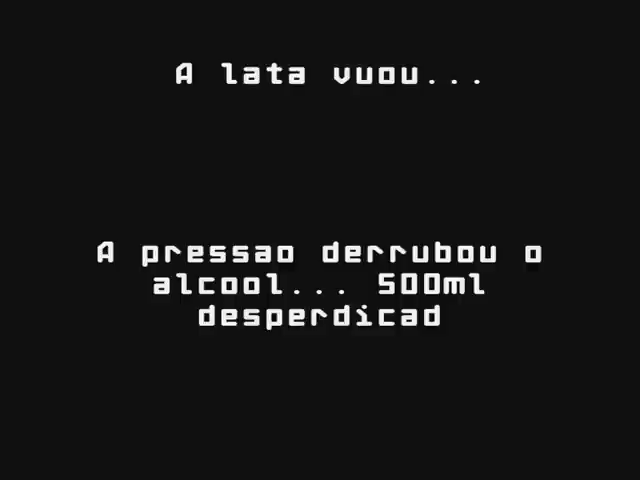 A lata vuou...
A pressao derrubou o
alcool... 500ml
desperdicad